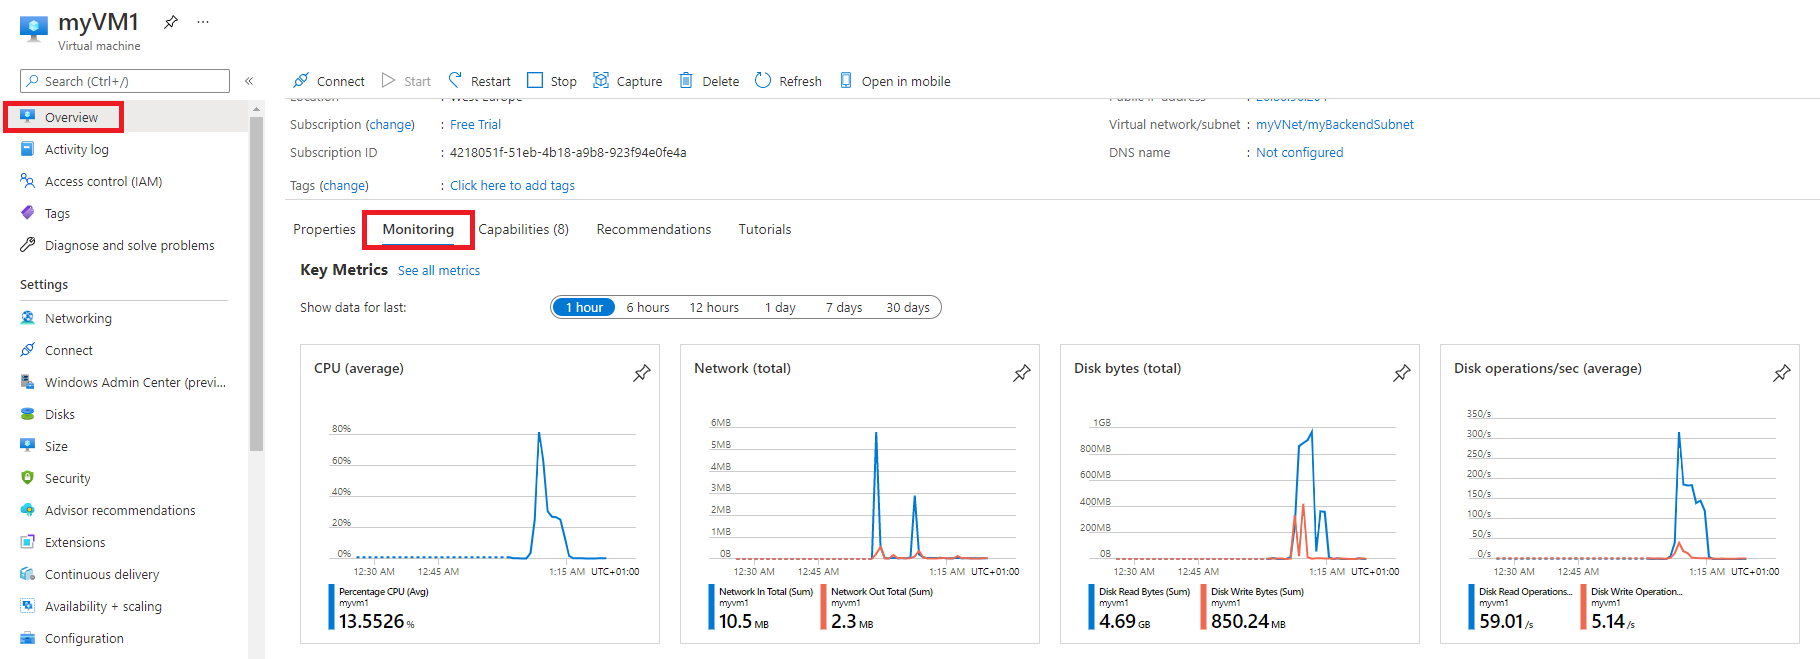 myVM1
Virtual machine
Search (Ctrl+/)
Overview
Activity log
Access control (IAM)
Tags
Diagnose and solve problems
Settings
Networking
Connect
Windows Admin Center (previ...
Disks
Size
Security
Advisor recommendations
Extensions
Continuous delivery
Availability + scaling
Configuration
Connect Start Restart Stop Capture Delete Refresh Open in mobile
Location : West Europe
Public IP address :
Subscription (change) : Free Trial
Virtual network/subnet : myVNet/myBackendSubnet
Subscription ID : 4218051f-51eb-4b18-a9b8-923f94e0fe4a
DNS name : Not configured
Tags (change) : Click here to add tags
Properties Monitoring Capabilities (8) Recommendations Tutorials
Key Metrics See all metrics
Show data for last: 1 hour 6 hours 12 hours 1 day 7 days 30 days
CPU (average)
80%
60%
40%
20%
0%
12:30 AM 12:45 AM 1:15 AM UTC+01:00
Percentage CPU (Avg)
myvm1
13.5526 %
Network (total)
6MB
5MB
4MB
3MB
2MB
1MB
0B
12:30 AM 12:45 AM 1:15 AM UTC+01:00
Network In Total (Sum) Network Out Total (Sum)
myvm1 myvm1
10.5 MB 2.3 MB
Disk bytes (total)
1GB
800MB
600MB
400MB
200MB
0B
12:30 AM 12:45 AM 1:15 AM UTC+01:00
Disk Read Bytes (Sum) Disk Write Bytes (Sum)
myvm1 myvm1
4.69 GB 850.24 MB
Disk operations/sec (average)
350/s
300/s
250/s
200/s
150/s
100/s
50/s
0/s
12:30 AM 12:45 AM 1:15 AM UTC+01:00
Disk Read Operations... Disk Write Operation...
myvm1 myvm1
59.01 /s 5.14 /s